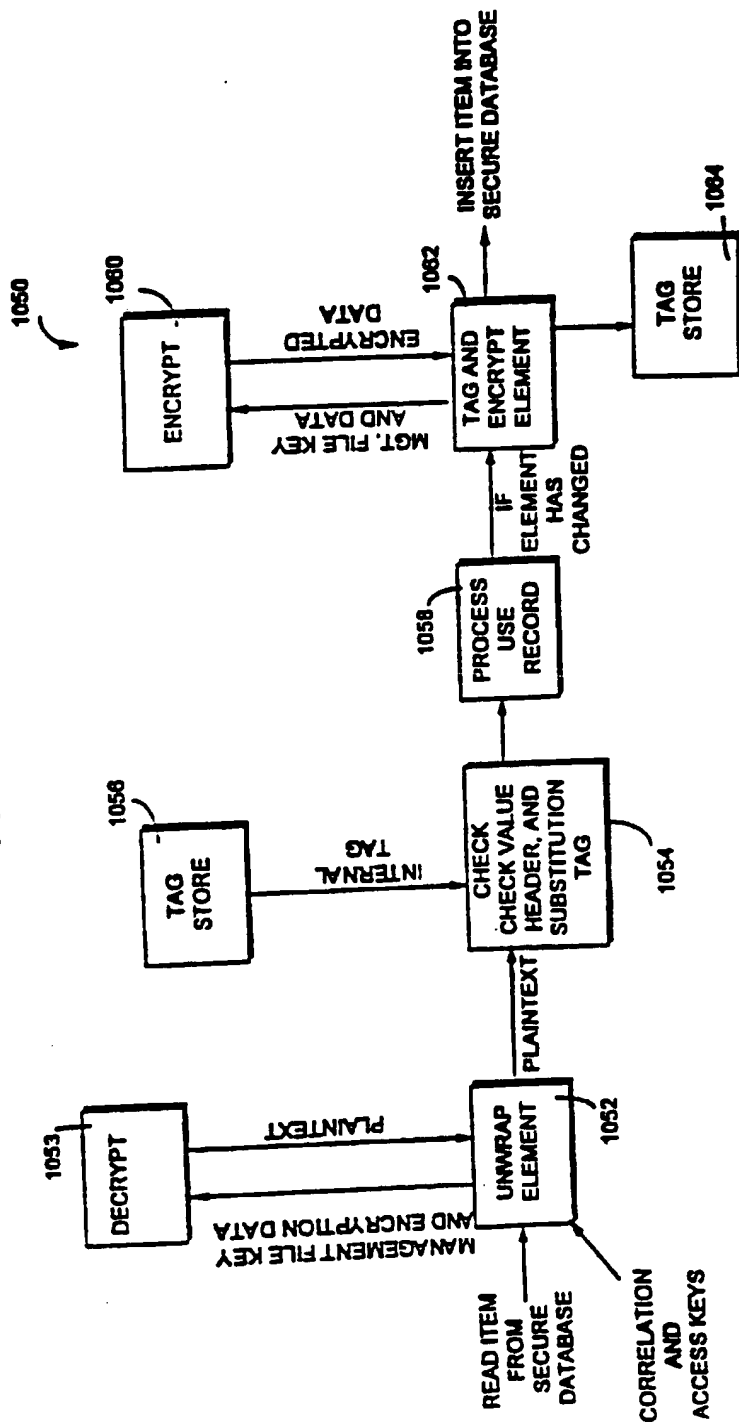 1050
1053
DECRYPT
MANAGEMENT FILE KEY
AND ENCRYPTION DATA
PLAINTEXT
READ ITEM
FROM
SECURE
DATABASE
CORRELATION
AND
ACCESS KEYS
UNWRAP
ELEMENT
1052
PLAINTEXT
1056
TAG
STORE
INTERNAL
TAG
CHECK
CHECK VALUE
HEADER, AND
SUBSTITUTION
TAG
1054
1058
PROCESS
USE
RECORD
IF
ELEMENT
HAS
CHANGED
1060
ENCRYPT
MGT. FILE KEY
AND DATA
ENCRYPTED
DATA
1062
TAG AND
ENCRYPT
ELEMENT
INSERT ITEM INTO
SECURE DATABASE
TAG
STORE
1064